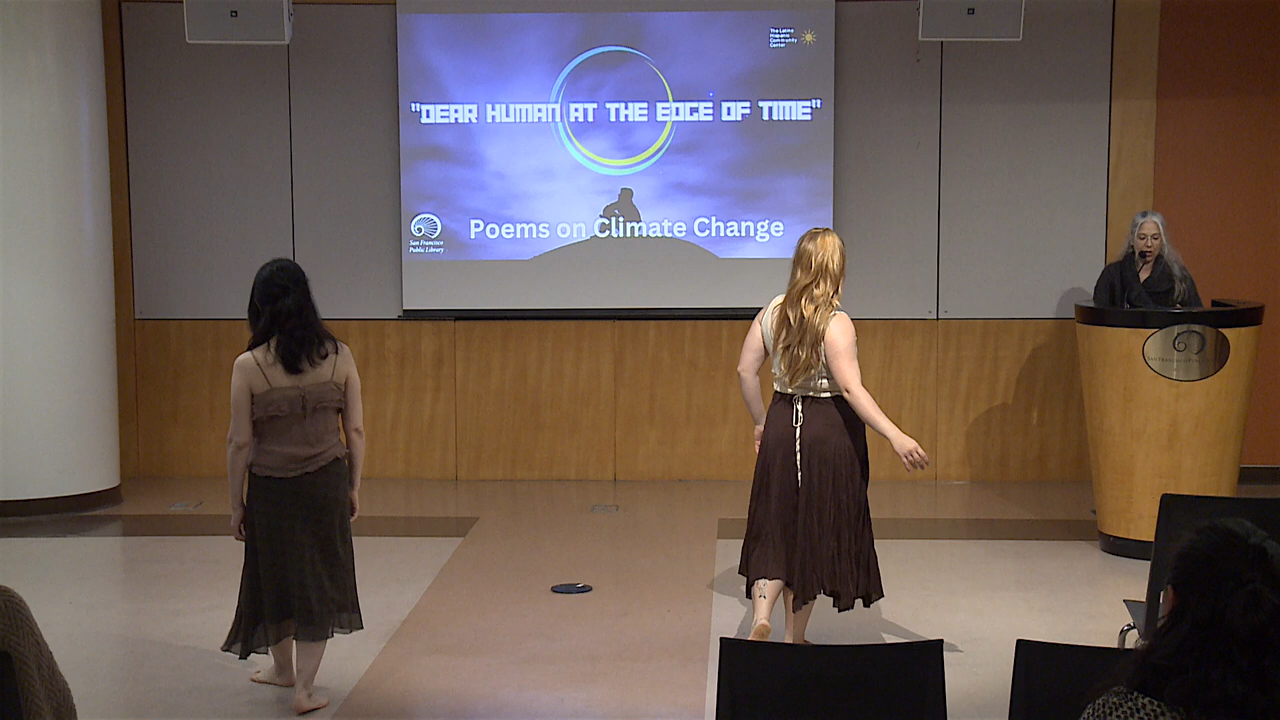 The Latino
Hispanic
Community
Center
"DEAR HUMAN AT THE EDGE OF TIME"
Poems on Climate Change
San Francisco
Public Library